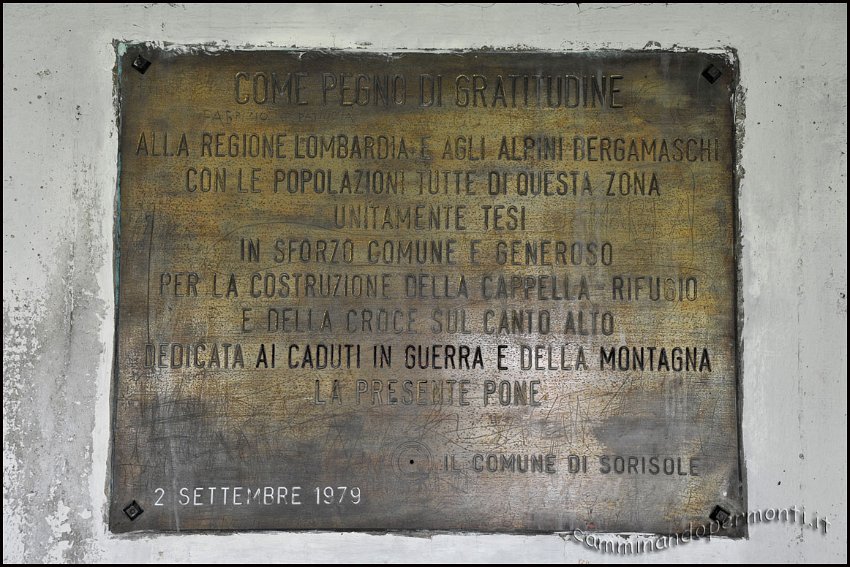 COME PEGNO DI GRATITUDINE
ALLA REGIONE LOMBARDIA E AGLI ALPINI BERGAMASCHI
CON LE POPOLAZIONI TUTTE DI QUESTA ZONA
UNITAMENTE TESI
IN SFORZO COMUNE E GENEROSO
PER LA COSTRUZIONE DELLA CAPPELLA-RIFUGIO
E DELLA CROCE SUL CANTO ALTO
DEDICATA AI CADUTI IN GUERRA E DELLA MONTAGNA
LA PRESENTE PONE
IL COMUNE DI SORISOLE
2 SETTEMBRE 1979
camminandopermonti.it